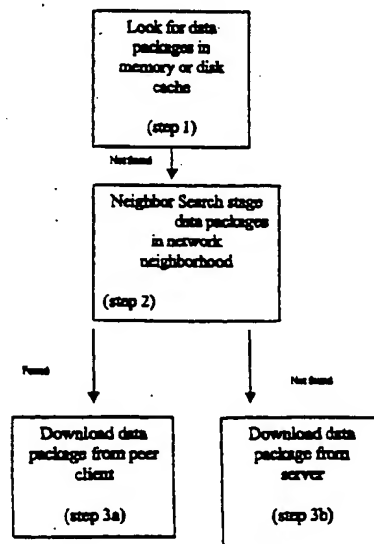 Look for data
packages in
memory or disk
cache
(step 1)
Not found
Neighbor Search stage
data packages
in network
neighborhood
(step 2)
Found
Not found
Download data
package from peer
client
(step 3a)
Download data
package from
server
(step 3b)